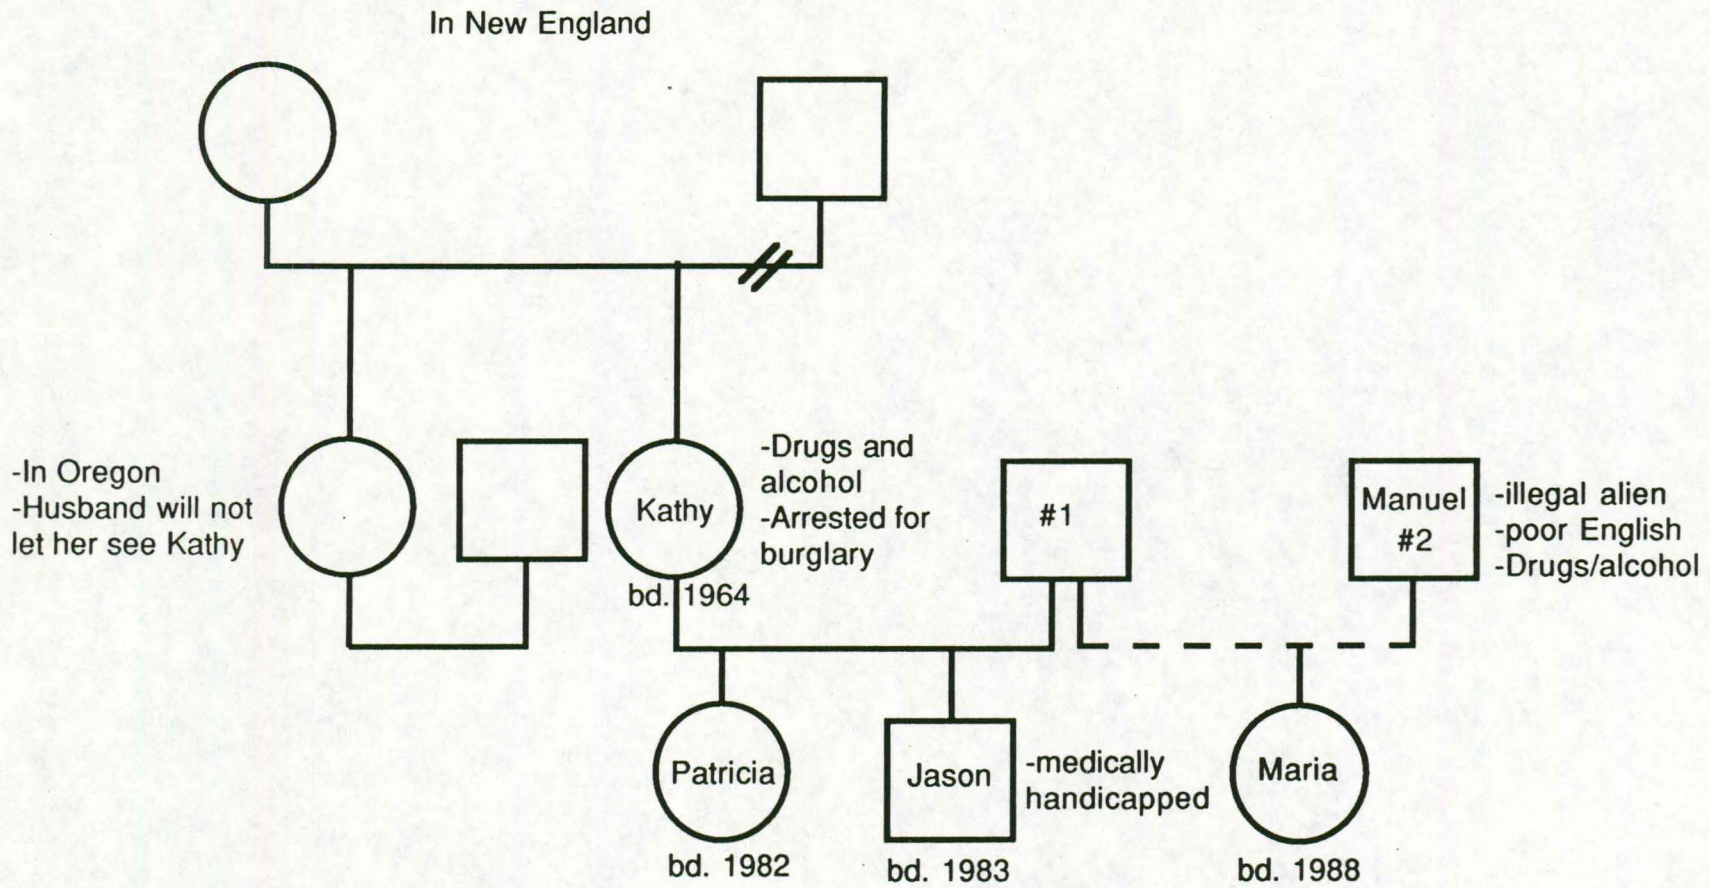 In New England
-In Oregon
-Husband will not
let her see Kathy
Kathy
bd. 1964
-Drugs and
alcohol
-Arrested for
burglary
#1
Manuel
#2
-illegal alien
-poor English
-Drugs/alcohol
Patricia
bd. 1982
Jason
bd. 1983
-medically
handicapped
Maria
bd. 1988